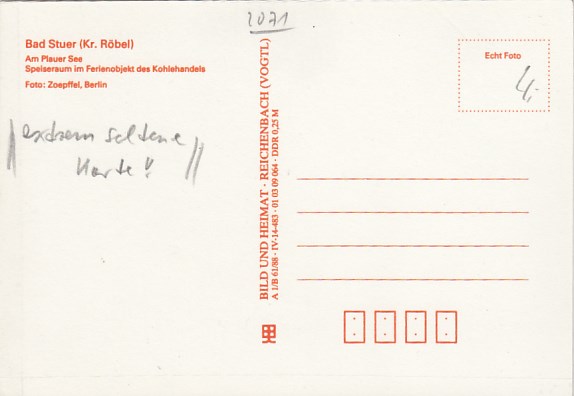 2071
Bad Stuer (Kr. Röbel)
Am Plauer See
Speiseraum im Ferienobjekt des Kohlehandels
Foto: Zoepffel, Berlin
extrem seltene
Karte!!
BILD UND HEIMAT · REICHENBACH (VOGTL)
A 1/B 61/88 · IV-14-483 · 01 03 09 064 · DDR 0,25 M
Echt Foto
4,-